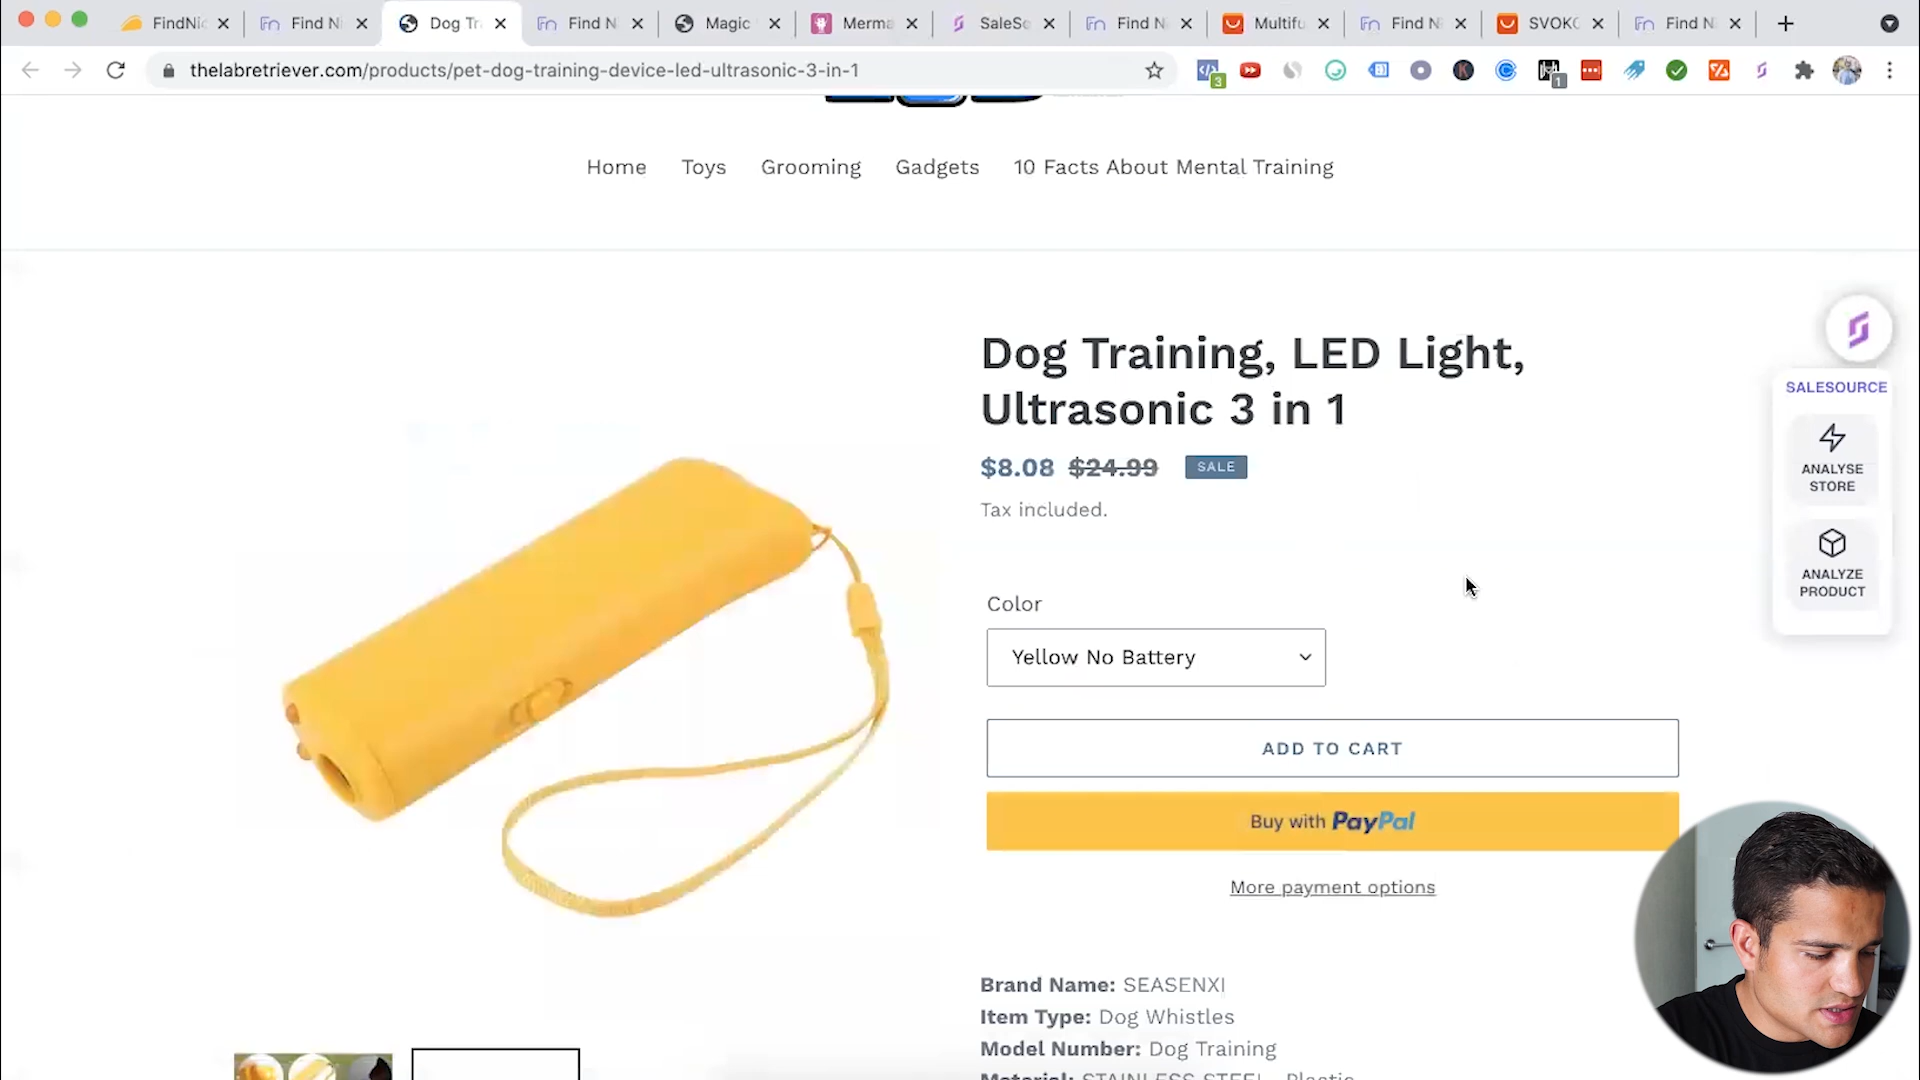 FindNic
Find Ni
Dog Tr
Find N
Magic
Merma
SaleSo
Find N
Multifu
Find N
SVOKO
Find N
thelabretriever.com/products/pet-dog-training-device-led-ultrasonic-3-in-1
3
1
Home Toys Grooming Gadgets 10 Facts About Mental Training
Dog Training, LED Light,
Ultrasonic 3 in 1
$8.08 $24.99 SALE
Tax included.
Color
Yellow No Battery
ADD TO CART
Buy with PayPal
More payment options
Brand Name: SEASENXI
Item Type: Dog Whistles
Model Number: Dog Training
Material: STAINLESS STEEL, Plastic
SALESOURCE
ANALYSE
STORE
ANALYZE
PRODUCT